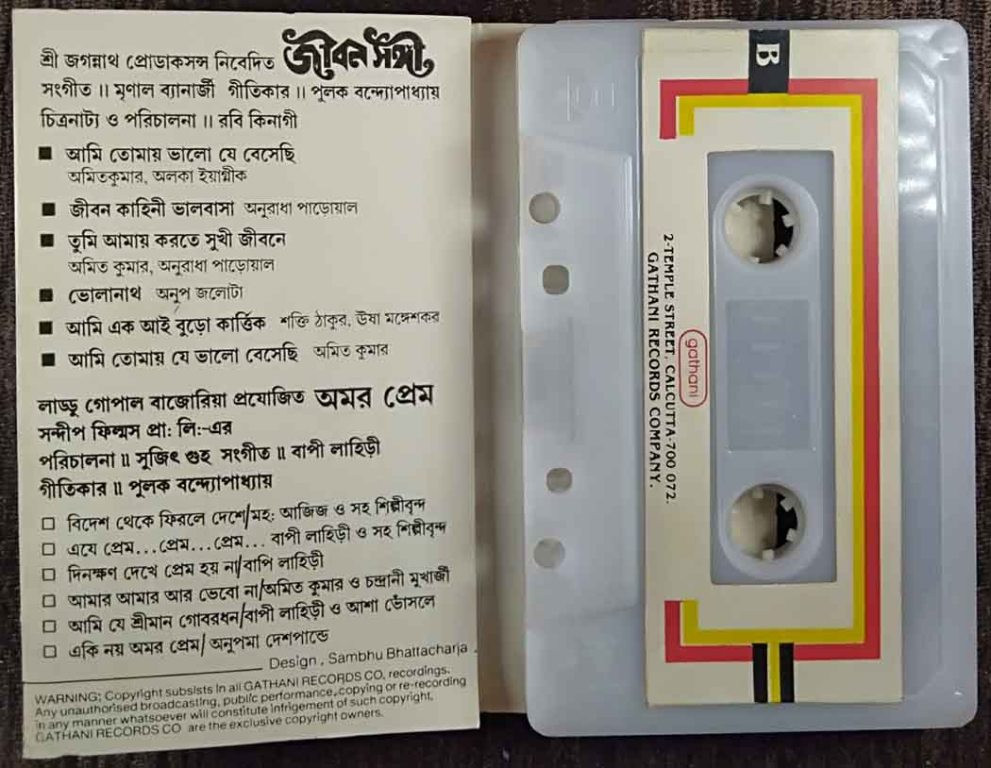 শ্রী জগন্নাথ প্রোডাকসন্স নিবেদিত জীবন সঙ্গী
সংগীত ।। মৃণাল ব্যানার্জী গীতিকার ।। পুলক বন্দ্যোপাধ্যায়
চিত্রনাট্য ও পরিচালনা ।। রবি কিনাগী
■ আমি তোমায় ভালো যে বেসেছি
অমিতকুমার, অলকা ইয়াগ্নীক
■ জীবন কাহিনী ভালবাসা অনুরাধা পাড়োয়াল
■ তুমি আমায় করতে সুখী জীবনে
অমিত কুমার, অনুরাধা পাড়োয়াল
■ ভোলানাথ অনুপ জলোটা
■ আমি এক আই বুড়ো কার্ত্তিক শক্তি ঠাকুর, ঊষা মঙ্গেশকর
■ আমি তোমায় যে ভালো বেসেছি অমিত কুমার
লাড্ডু গোপাল বাজোরিয়া প্রযোজিত অমর প্রেম
সন্দীপ ফিল্মস প্রা: লি:-এর
পরিচালনা ॥ সুজিৎ গুহ সংগীত ॥ বাপী লাহিড়ী
গীতিকার ॥ পুলক বন্দ্যোপাধ্যায়
□ বিদেশ থেকে ফিরলে দেশে/মহ: আজিজ ও সহ শিল্পীবৃন্দ
□ এযে প্রেম...প্রেম...প্রেম... বাপী লাহিড়ী ও সহ শিল্পীবৃন্দ
□ দিনক্ষণ দেখে প্রেম হয় না/বাপি লাহিড়ী
□ আমার আমার আর ভেবো না/অমিত কুমার ও চন্দ্রানী মুখার্জী
□ আমি যে শ্রীমান গোবরধন/বাপী লাহিড়ী ও আশা ভোঁসলে
□ একি নয় অমর প্রেম/ অনুপমা দেশপান্ডে
Design , Sambhu Bhattacharja .
WARNING; Copyright subsists in all GATHANI RECORDS CO, recordings.
Any unauthorised broadcasting, public performance, copying or re-recording
in any manner whatsoever will constitute infrigement of such copyright.
GATHANI RECORDS CO are the exclusive copyright owners.
B
gathani
2-TEMPLE STREET, CALCUTTA-700 072.
GATHANI RECORDS COMPANY.